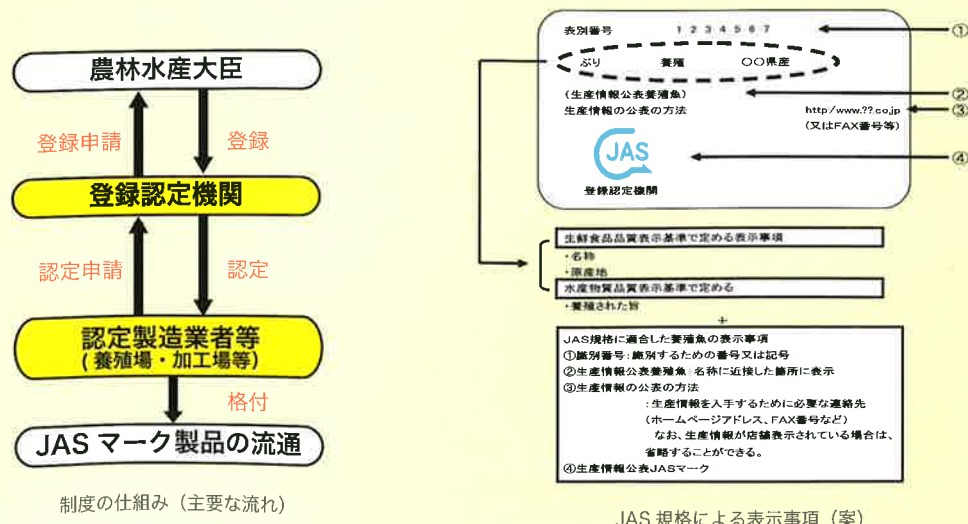 農林水産大臣
登録申請
登録
登録認定機関
認定申請
認定
認定製造業者等
(養殖場・加工場等)
格付
JAS マーク製品の流通
制度の仕組み（主要な流れ）
表別番号 1 2 3 4 5 6 7 ①
ぶり 養殖 〇〇県産
(生産情報公表養殖魚) ②
生産情報の公表の方法 http/www.??.co.jp ③
(又はFAX番号等)
JAS ④
登録認定機関
生鮮食品品質表示基準で定める表示事項
・名称
・原産地
水産物質品質表示基準で定める
・養殖された旨
+
JAS規格に適合した養殖魚の表示事項
①識別番号：識別するための番号又は記号
②生産情報公表養殖魚：名称に近接した箇所に表示
③生産情報の公表の方法
：生産情報を入手するために必要な連絡先
(ホームページアドレス、FAX番号など)
なお、生産情報が店舗表示されている場合は、
省略することができる。
④生産情報公表JASマーク
JAS 規格による表示事項（案）